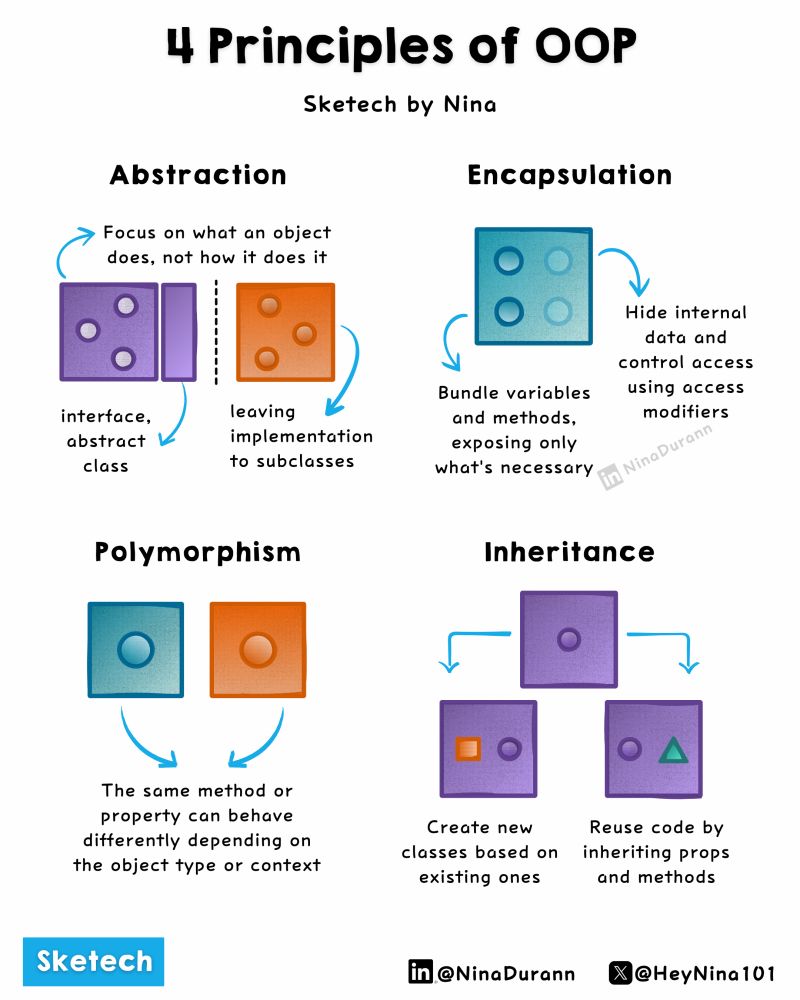 4 Principles of OOP
Sketech by Nina
Abstraction
Focus on what an object
does, not how it does it
interface,
abstract
class
leaving
implementation
to subclasses
Encapsulation
Hide internal
data and
control access
using access
modifiers
Bundle variables
and methods,
exposing only
what's necessary
in NinaDurann
Polymorphism
The same method or
property can behave
differently depending on
the object type or context
Inheritance
Create new
classes based on
existing ones
Reuse code by
inheriting props
and methods
Sketech
in @NinaDurann
X @HeyNina101